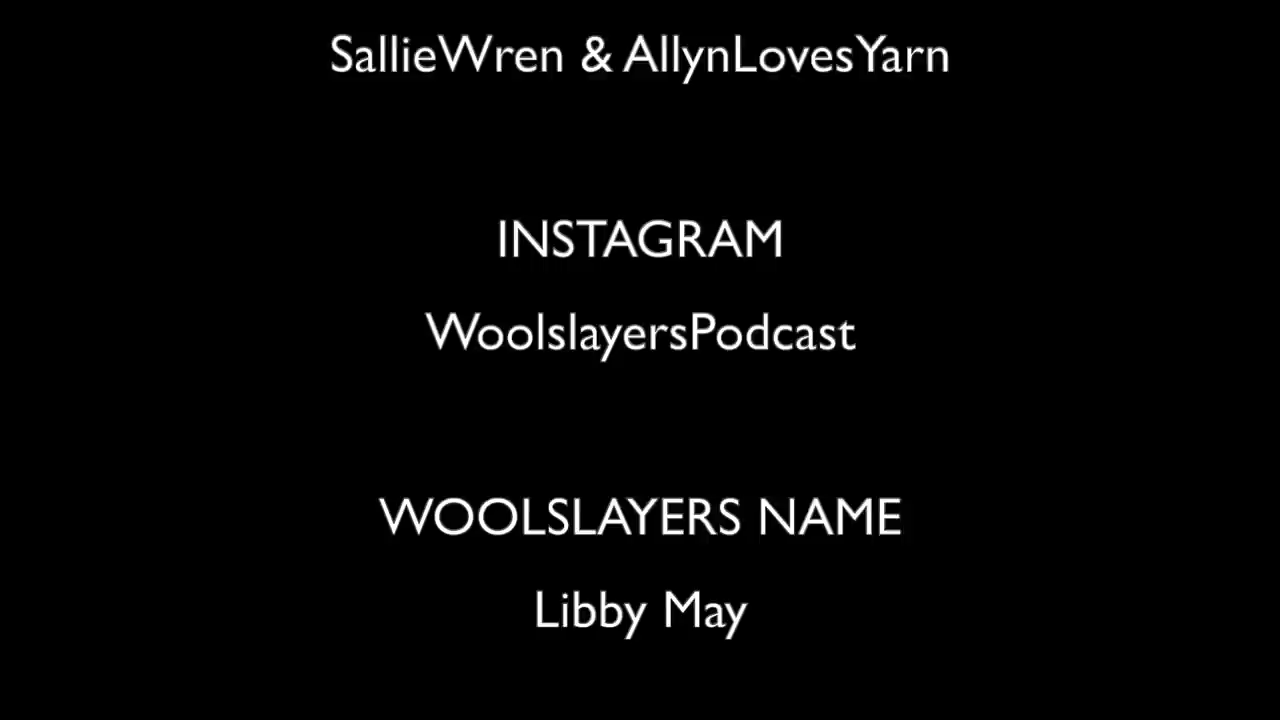 SallieWren & AllynLovesYarn
INSTAGRAM
WoolslayersPodcast
WOOLSLAYERS NAME
Libby May